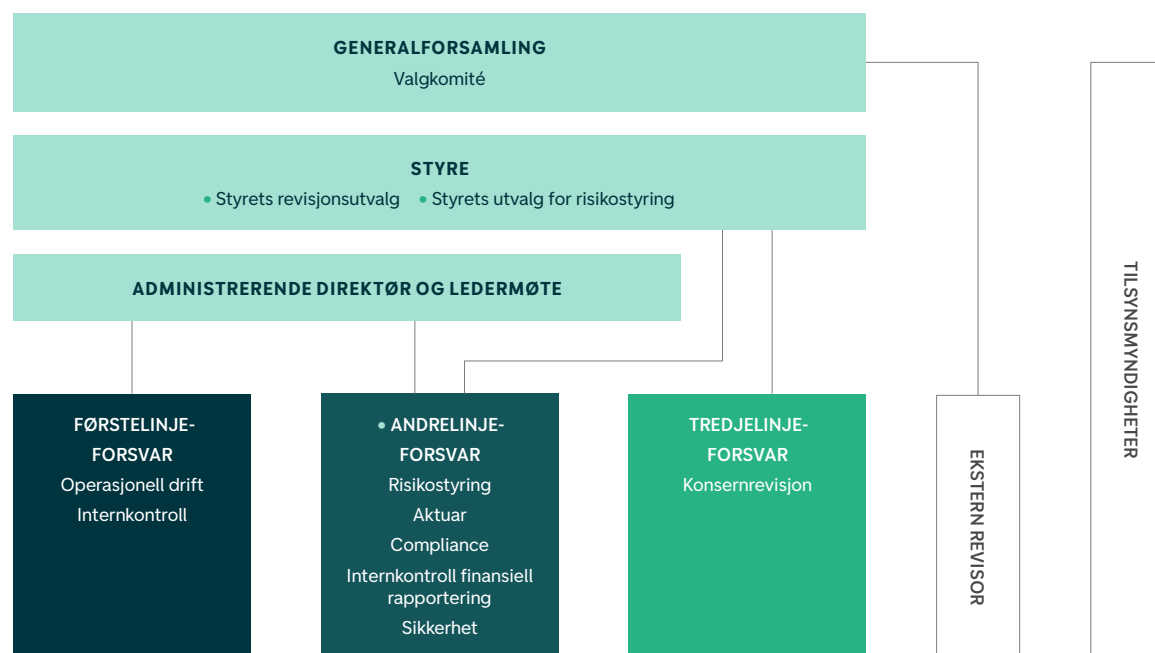 GENERALFORSAMLING
Valgkomité
STYRE
• Styrets revisjonsutvalg • Styrets utvalg for risikostyring
ADMINISTRERENDE DIREKTØR OG LEDERMØTE
FØRSTELINJE-
FORSVAR
Operasjonell drift
Internkontroll
• ANDRELINJE-
FORSVAR
Risikostyring
Aktuar
Compliance
Internkontroll finansiell
rapportering
Sikkerhet
TREDJELINJE-
FORSVAR
Konsernrevisjon
EKSTERN REVISOR
TILSYNSMYNDIGHETER